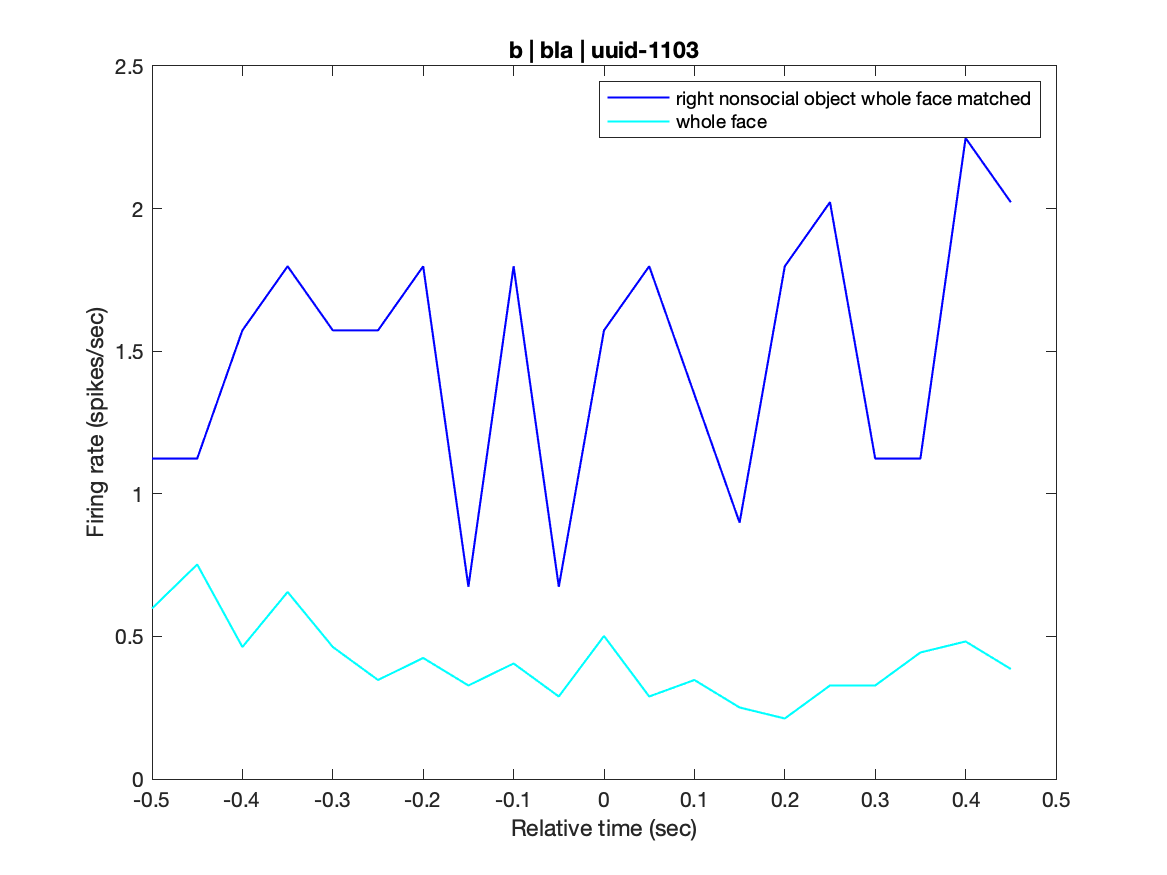 b | bla | uuid-1103
2.5
right nonsocial object whole face matched
whole face
2
1.5
1
0.5
0
Firing rate (spikes/sec)
-0.5 -0.4 -0.3 -0.2 -0.1 0 0.1 0.2 0.3 0.4 0.5
Relative time (sec)